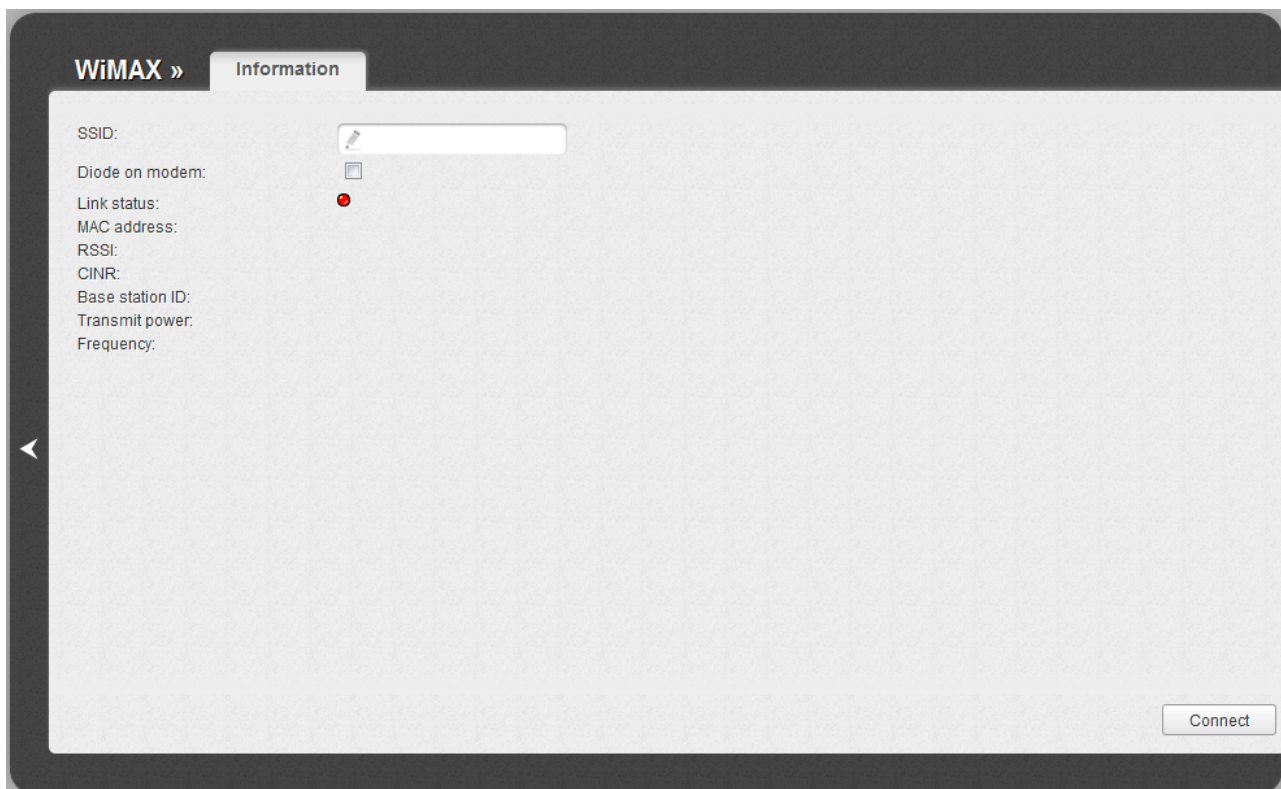 WiMAX » Information
SSID:
Diode on modem:
Link status:
MAC address:
RSSI:
CINR:
Base station ID:
Transmit power:
Frequency:
Connect